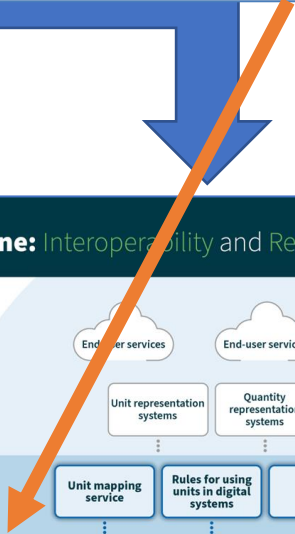 ne: Interoperability and Re
End-user services
End-user servic
Unit representation
systems
Quantity
representation
systems
Unit mapping
service
Rules for using
units in digital
systems